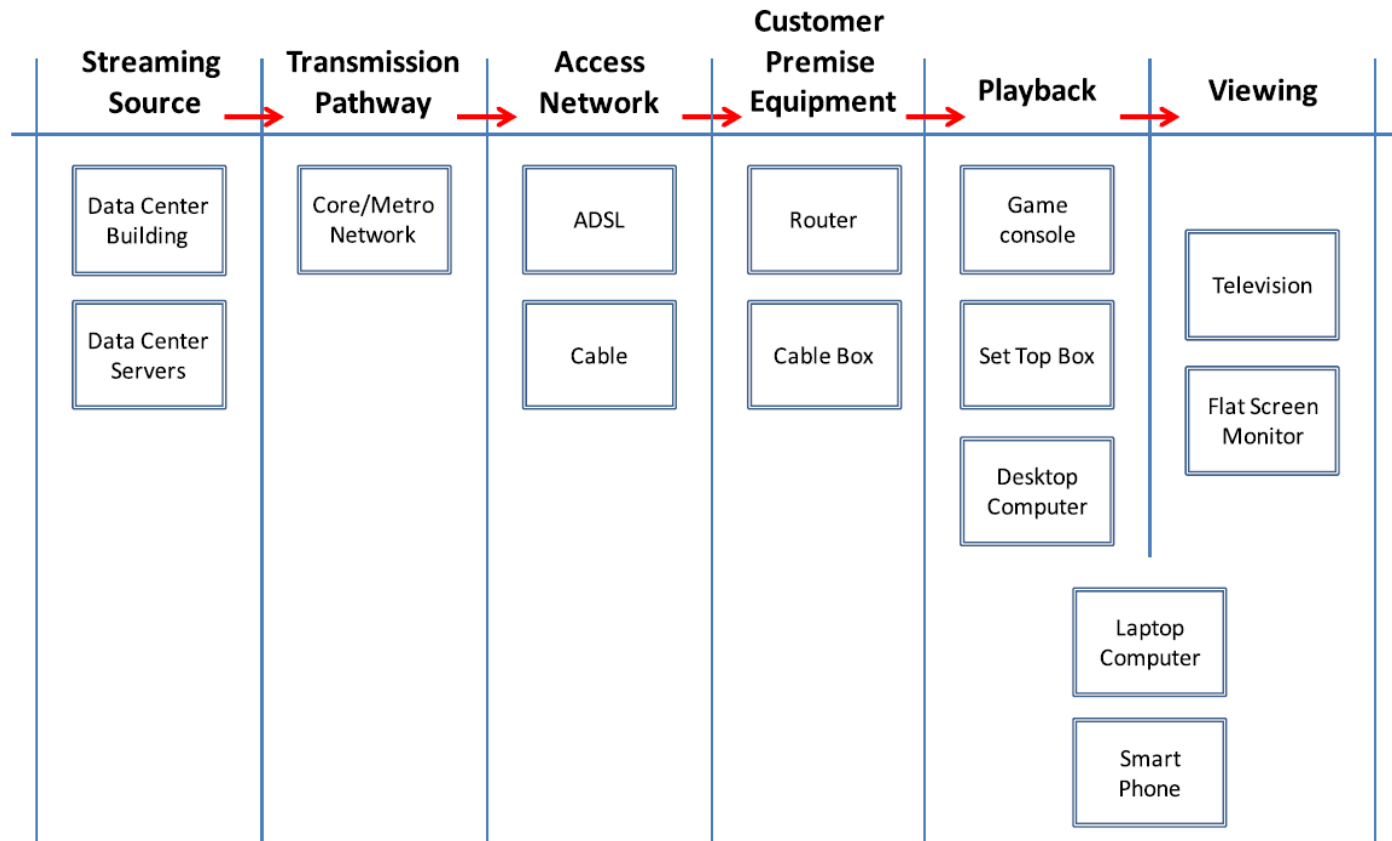 Streaming
Source
Transmission
Pathway
Access
Network
Customer
Premise
Equipment
Playback
Viewing
Data Center
Building
Data Center
Servers
Core/Metro
Network
ADSL
Cable
Router
Cable Box
Game
console
Set Top Box
Desktop
Computer
Television
Flat Screen
Monitor
Laptop
Computer
Smart
Phone